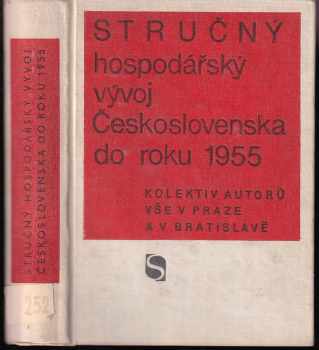 STRUČNÝ HOSPODÁŘSKÝ VÝVOJ
ČESKOSLOVENSKA DO ROKU 1955
252
STRUČNÝ
hospodářský
vývoj
Československa
do roku 1955
KOLEKTIV AUTORŮ
VŠE V PRAZE
A V BRATISLAVĚ
S